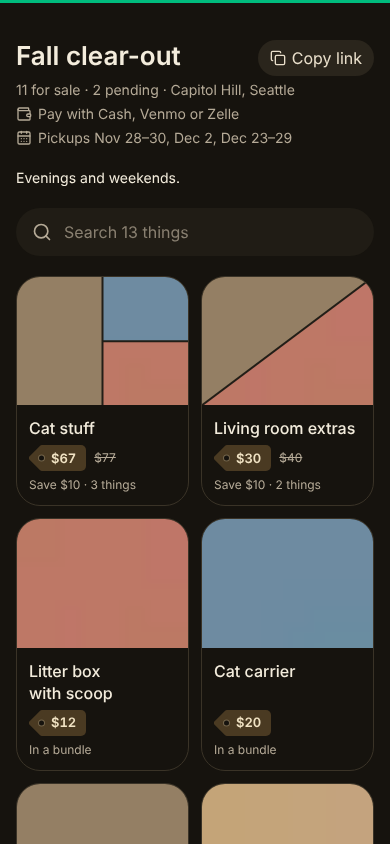 Fall clear-out
Copy link
11 for sale · 2 pending · Capitol Hill, Seattle
Pay with Cash, Venmo or Zelle
Pickups Nov 28–30, Dec 2, Dec 23–29
Evenings and weekends.
Search 13 things
Cat stuff
$67 $77
Save $10 · 3 things
Living room extras
$30 $40
Save $10 · 2 things
Litter box
with scoop
$12
In a bundle
Cat carrier
$20
In a bundle